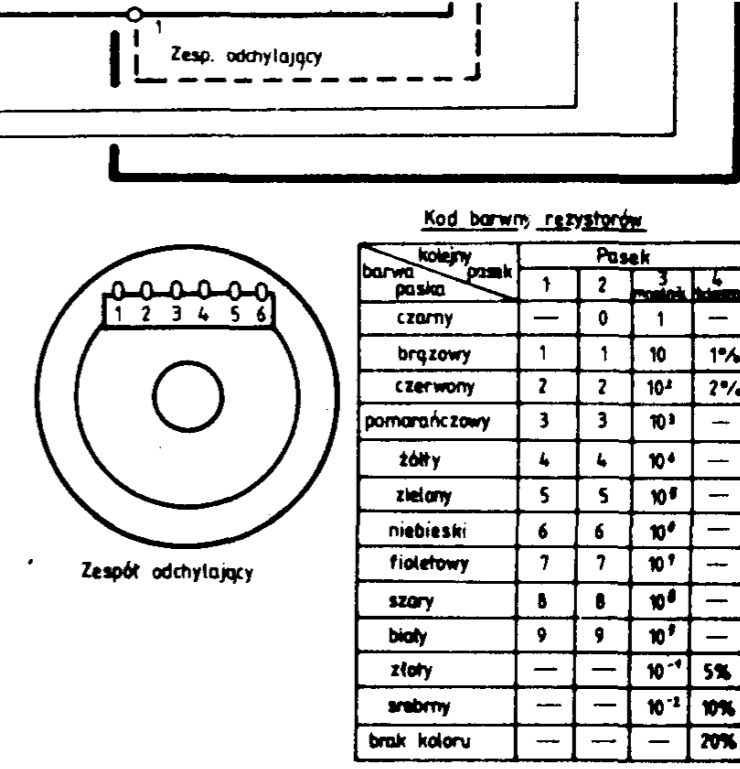 1
Zesp. odchylający
Kod barwny rezystorów
kolejny pasek
barwa paska
Pasek
1 2 3 4
czarny — 0 1 —
brązowy 1 1 10 1%
czerwony 2 2 10² 2%
pomarańczowy 3 3 10³ —
żółty 4 4 10⁴ —
zielony 5 5 10⁵ —
niebieski 6 6 10⁶ —
fioletowy 7 7 10⁷ —
szary 8 8 10⁸ —
biały 9 9 10⁹ —
złoty — — 10⁻¹ 5%
srebrny — — 10⁻² 10%
brak koloru — — — 20%
1 2 3 4 5 6
Zespół odchylający